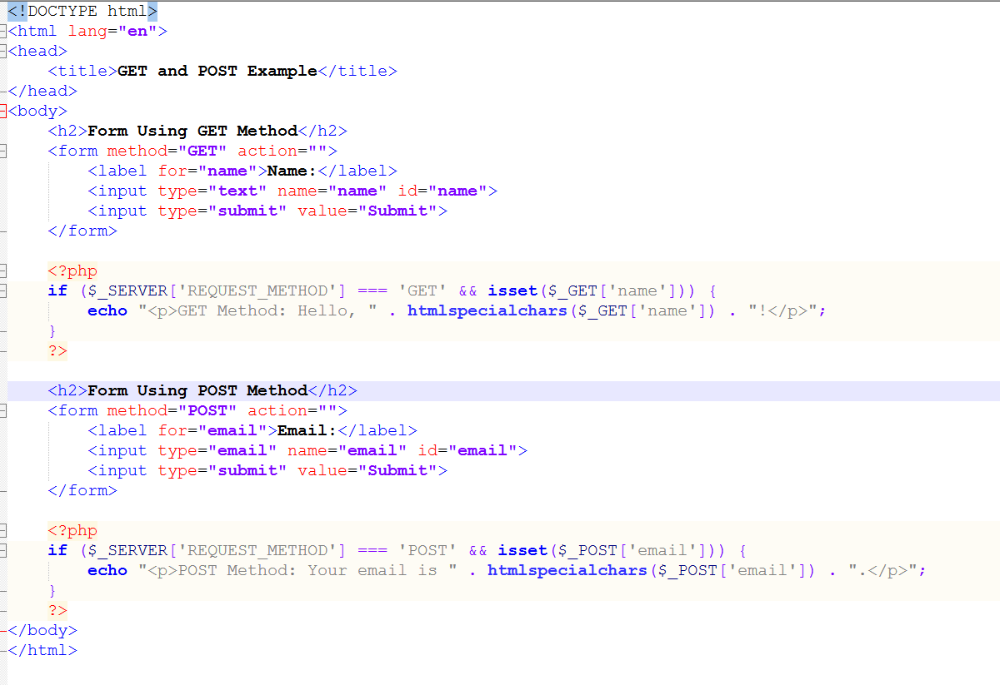 <!DOCTYPE html>
<html lang="en">
<head>
    <title>GET and POST Example</title>
</head>
<body>
    <h2>Form Using GET Method</h2>
    <form method="GET" action="">
        <label for="name">Name:</label>
        <input type="text" name="name" id="name">
        <input type="submit" value="Submit">
    </form>

    <?php
    if ($_SERVER['REQUEST_METHOD'] === 'GET' && isset($_GET['name'])) {
        echo "<p>GET Method: Hello, " . htmlspecialchars($_GET['name']) . "!</p>";
    }
    ?>

    <h2>Form Using POST Method</h2>
    <form method="POST" action="">
        <label for="email">Email:</label>
        <input type="email" name="email" id="email">
        <input type="submit" value="Submit">
    </form>

    <?php
    if ($_SERVER['REQUEST_METHOD'] === 'POST' && isset($_POST['email'])) {
        echo "<p>POST Method: Your email is " . htmlspecialchars($_POST['email']) . ".</p>";
    }
    ?>
</body>
</html>